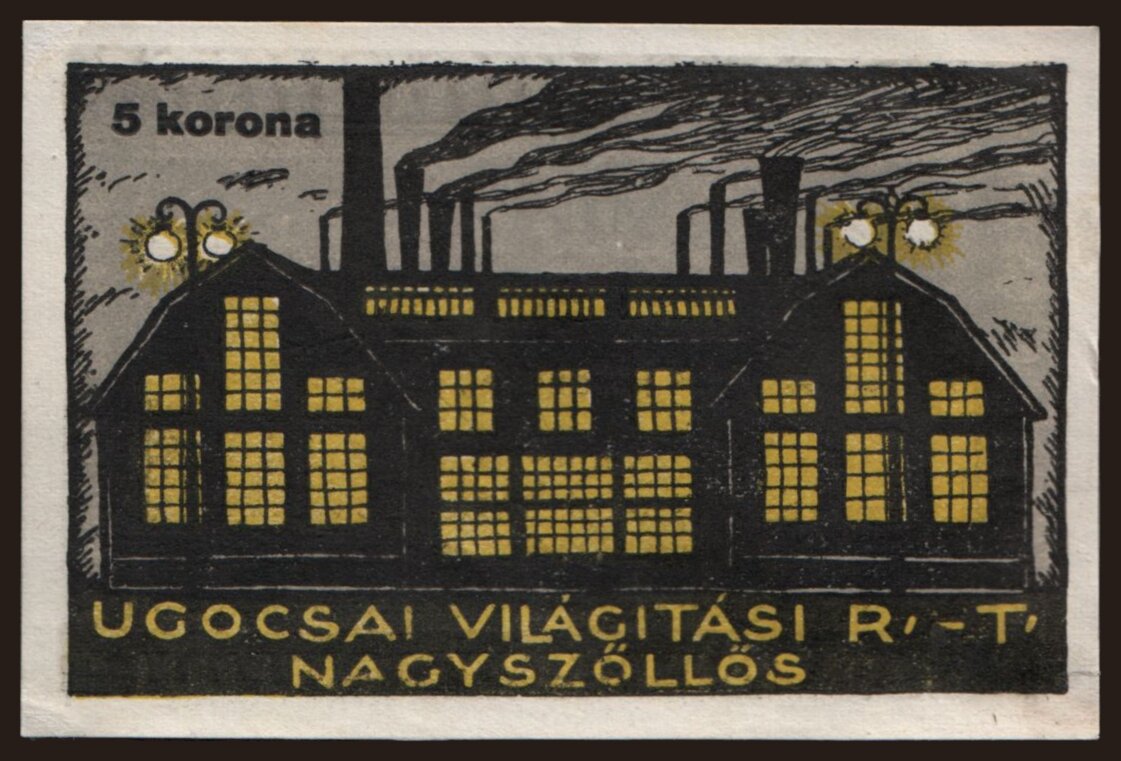 5 korona
UGOCSAI VILÁGITÁSI R.-T.
NAGYSZŐLLŐS